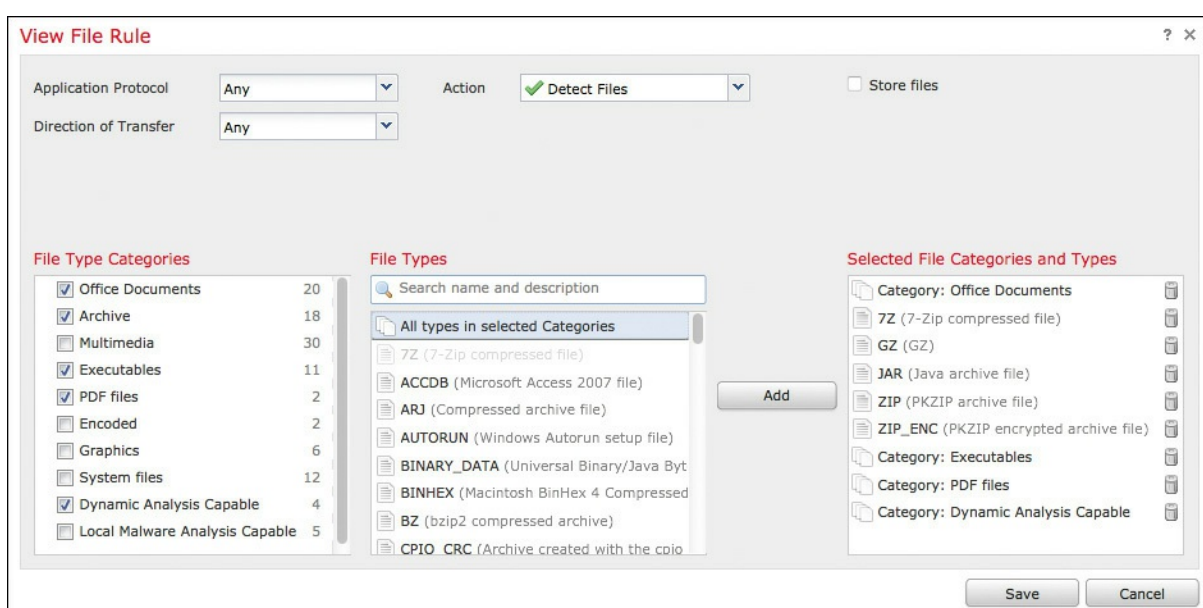 View File Rule
? ×
Application Protocol Any Action Detect Files Store files
Direction of Transfer Any
File Type Categories
Office Documents 20
Archive 18
Multimedia 30
Executables 11
PDF files 2
Encoded 2
Graphics 6
System files 12
Dynamic Analysis Capable 4
Local Malware Analysis Capable 5
File Types
Search name and description
All types in selected Categories
7Z (7-Zip compressed file)
ACCDB (Microsoft Access 2007 file)
ARJ (Compressed archive file)
AUTORUN (Windows Autorun setup file)
BINARY_DATA (Universal Binary/Java Byt
BINHEX (Macintosh BinHex 4 Compressed
BZ (bzip2 compressed archive)
CPIO_CRC (Archive created with the cpio
Add
Selected File Categories and Types
Category: Office Documents
7Z (7-Zip compressed file)
GZ (GZ)
JAR (Java archive file)
ZIP (PKZIP archive file)
ZIP_ENC (PKZIP encrypted archive file)
Category: Executables
Category: PDF files
Category: Dynamic Analysis Capable
Save Cancel